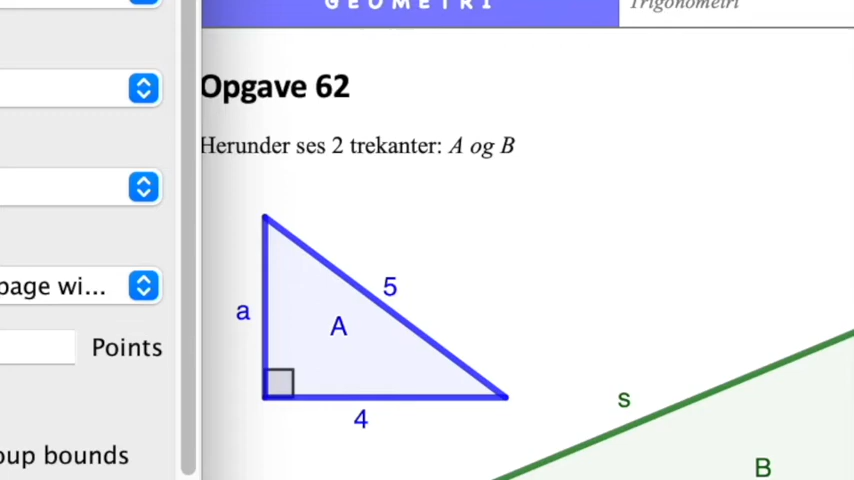 GEOMETRI
Trigonometri
Opgave 62
Herunder ses 2 trekanter: A og B
5
a
A
page wi...
Points
4
s
oup bounds
B